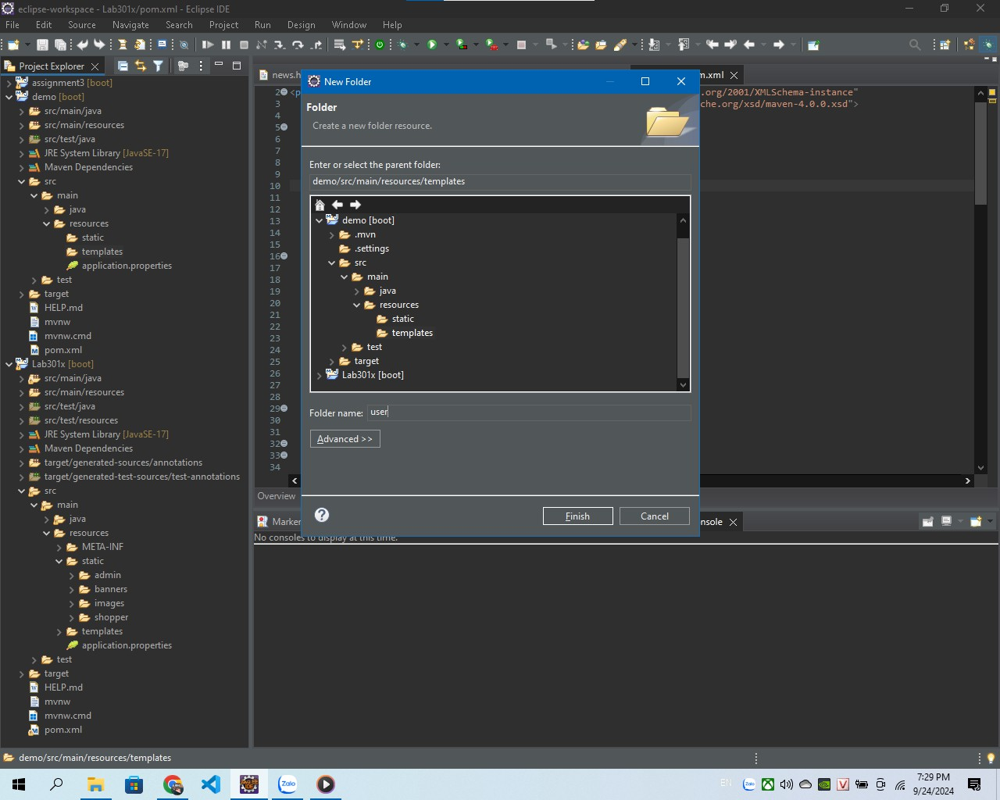 eclipse-workspace - Lab301x/pom.xml - Eclipse IDE
File Edit Source Navigate Search Project Run Design Window Help
Project Explorer
assignment3 [boot]
demo [boot]
src/main/java
src/main/resources
src/test/java
JRE System Library [JavaSE-17]
Maven Dependencies
src
main
java
resources
static
templates
application.properties
test
target
HELP.md
mvnw
mvnw.cmd
pom.xml
Lab301x [boot]
src/main/java
src/main/resources
src/test/java
src/test/resources
JRE System Library [JavaSE-17]
Maven Dependencies
target/generated-sources/annotations
target/generated-test-sources/test-annotations
src
main
java
resources
META-INF
static
admin
banners
images
shopper
templates
application.properties
test
target
HELP.md
mvnw
mvnw.cmd
pom.xml
news.h
m.xml
2 <p
.org/2001/XMLSchema-instance"
3
che.org/xsd/maven-4.0.0.xsd">
4
5
6
7
8
9
10
11
12
13
14
15
16
17
18
19
20
21
22
23
24
25
26
27
28
29
30
31
32
33
34
Overview
New Folder
Folder
Create a new folder resource.
Enter or select the parent folder:
demo/src/main/resources/templates
demo [boot]
.mvn
.settings
src
main
java
resources
static
templates
test
target
Lab301x [boot]
Folder name: user
Advanced >>
Finish
Cancel
Marker
nsole
No consoles to display at this time.
demo/src/main/resources/templates
Zalo
EN
Zalo
7:29 PM
9/24/2024